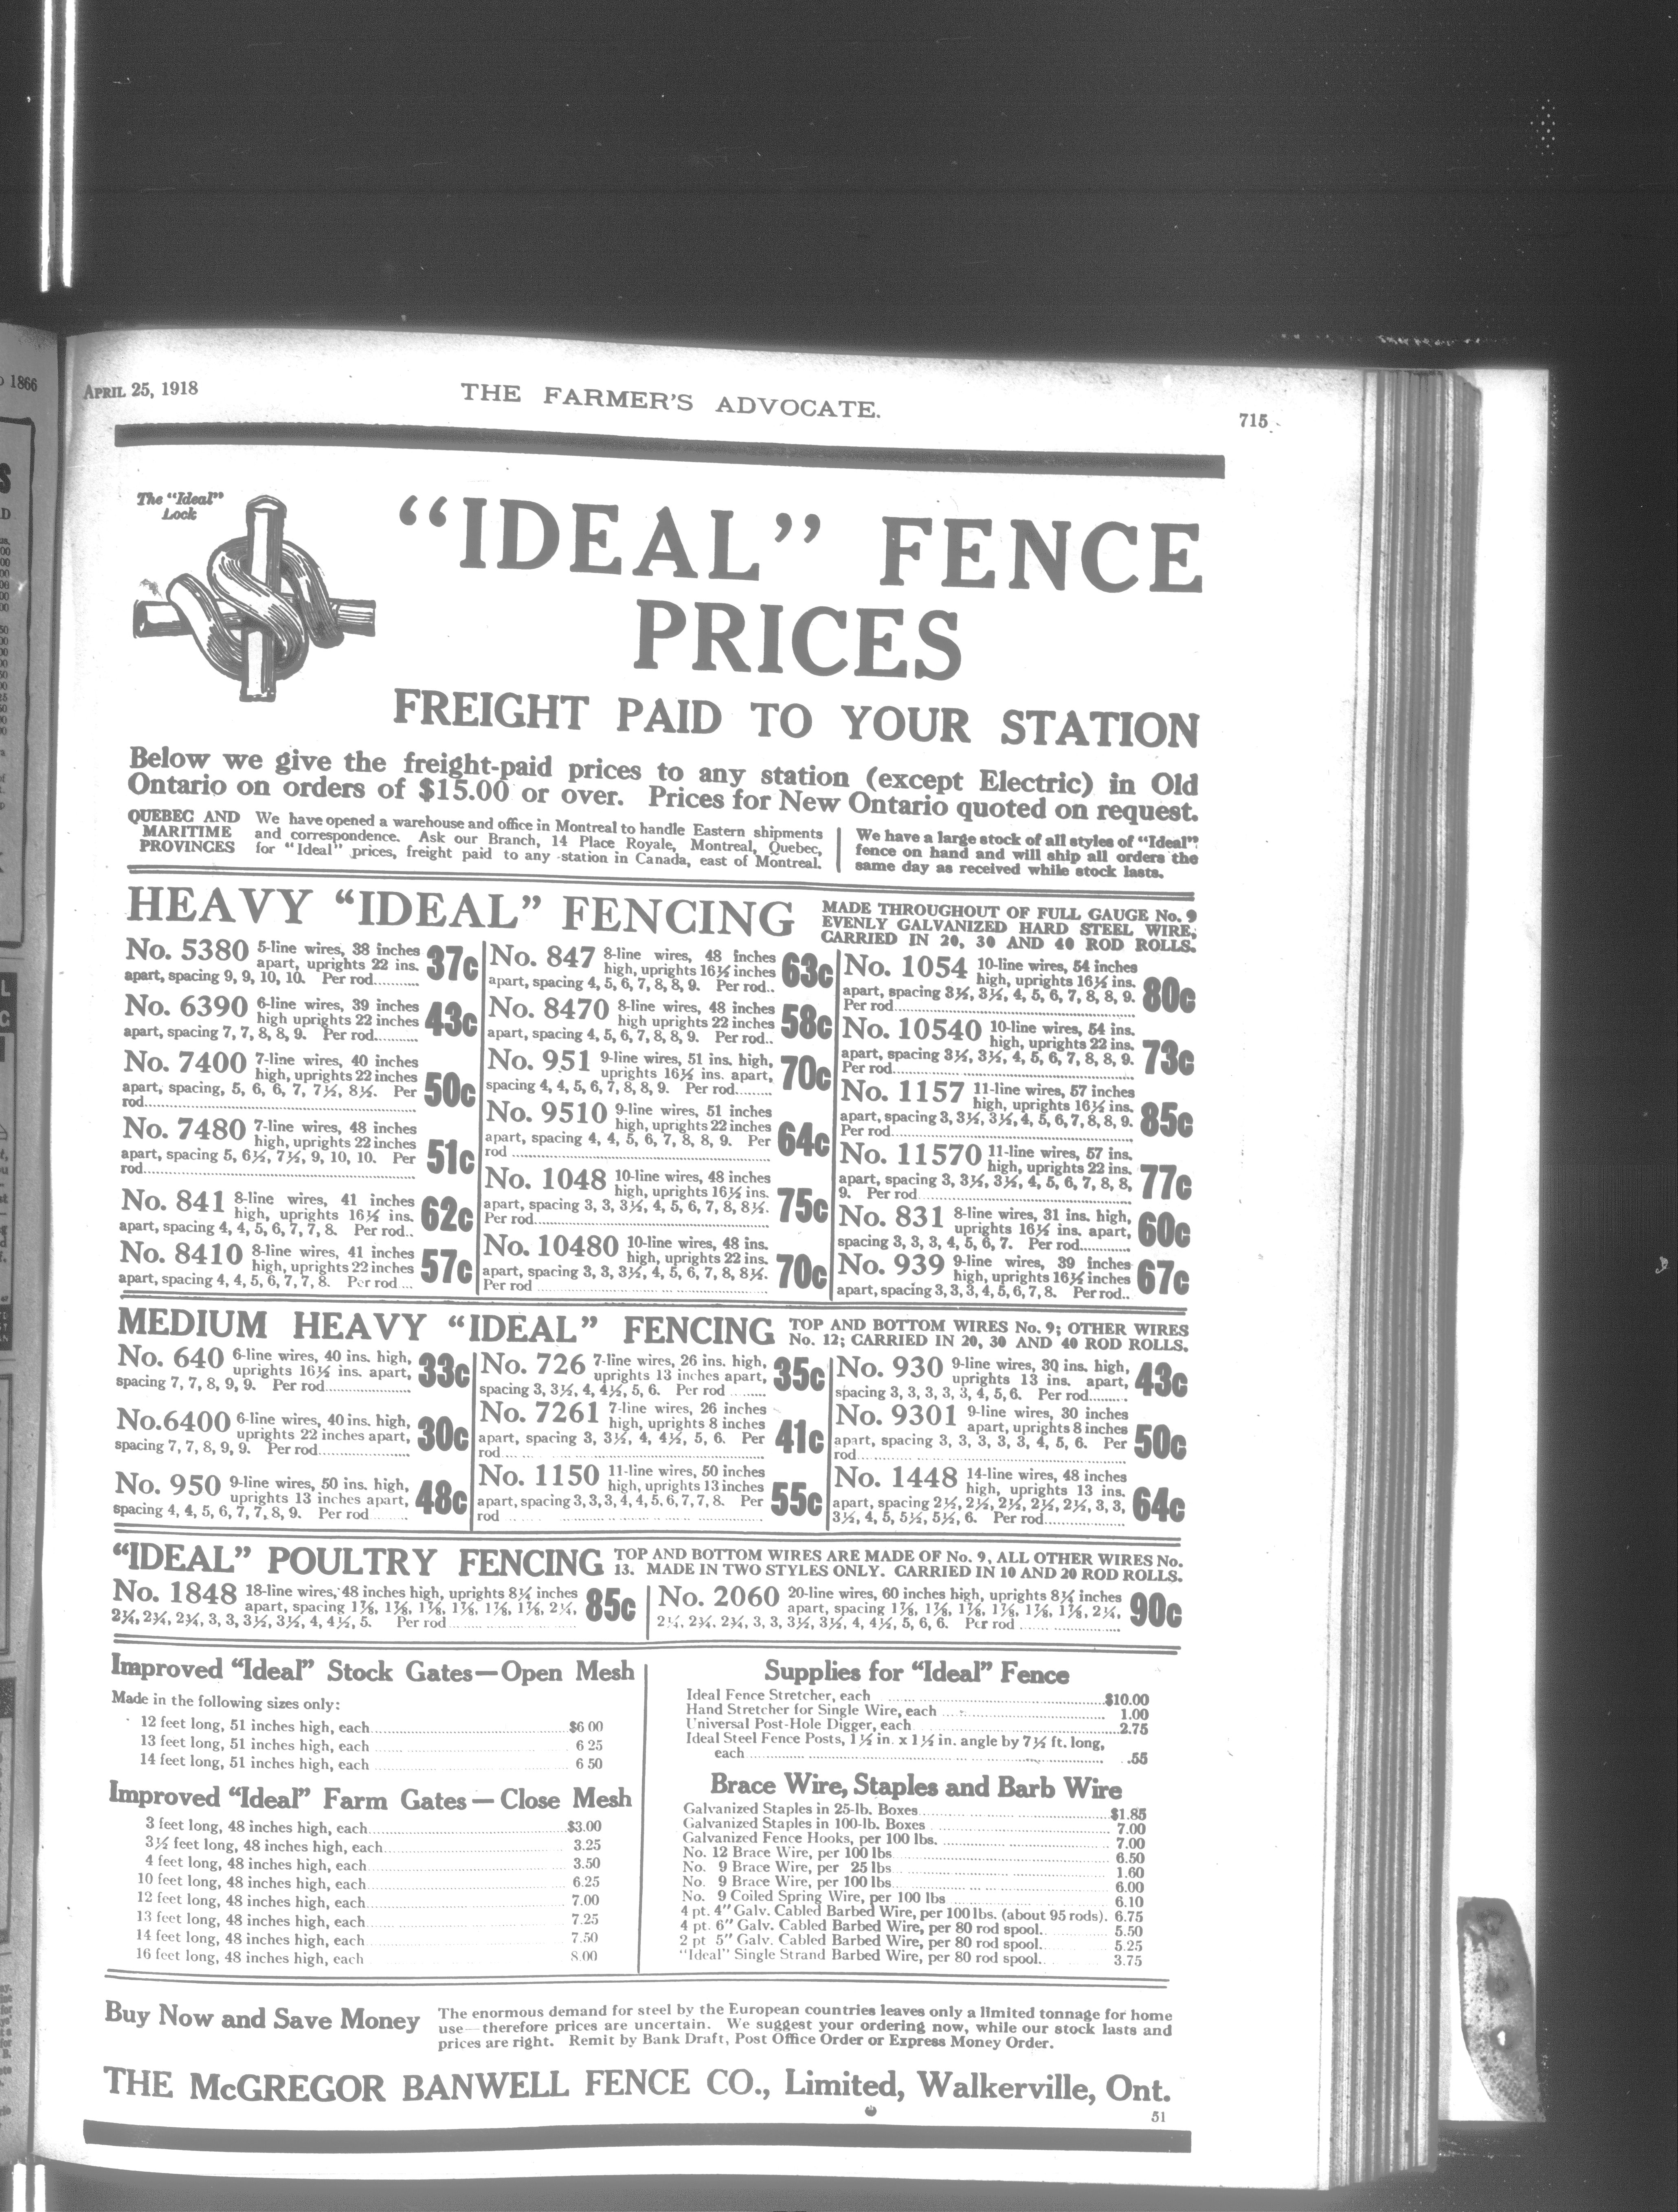 APRIL 25, 1918
THE FARMER'S ADVOCATE.
715
1866
The "Ideal"
Lock
"IDEAL" FENCE
PRICES
FREIGHT PAID TO YOUR STATION
Below we give the freight-paid prices to any station (except Electric) in Old
Ontario on orders of $15.00 or over. Prices for New Ontario quoted on request.
QUEBEC AND
MARITIME
PROVINCES
We have opened a warehouse and office in Montreal to handle Eastern shipments
and correspondence. Ask our Branch, 14 Place Royale, Montreal, Quebec,
for "Ideal" prices, freight paid to any station in Canada, east of Montreal.
We have a large stock of all styles of "Ideal"
fence on hand and will ship all orders the
same day as received while stock lasts.
HEAVY "IDEAL" FENCING
MADE THROUGHOUT OF FULL GAUGE No. 9
EVENLY GALVANIZED HARD STEEL WIRE,
CARRIED IN 20, 30 AND 40 ROD ROLLS.
No. 5380 5-line wires, 38 inches
apart, uprights 22 ins.
apart, spacing 9, 9, 10, 10. Per rod.......... 37c
No. 6390 6-line wires, 39 inches
high uprights 22 inches
apart, spacing 7, 7, 8, 8, 9. Per rod.......... 43c
No. 7400 7-line wires, 40 inches
high, uprights 22 inches
apart, spacing, 5, 6, 6, 7, 7½, 8½. Per
rod.......... 50c
No. 7480 7-line wires, 48 inches
high, uprights 22 inches
apart, spacing 5, 6½, 7½, 9, 10, 10. Per
rod.......... 51c
No. 841 8-line wires, 41 inches
high, uprights 16½ ins.
apart, spacing 4, 4, 5, 6, 7, 7, 8. Per rod.. 62c
No. 8410 8-line wires, 41 inches
high, uprights 22 inches
apart, spacing 4, 4, 5, 6, 7, 7, 8. Per rod.... 57c
No. 847 8-line wires, 48 inches
high, uprights 16½ inches
apart, spacing 4, 5, 6, 7, 8, 8, 9. Per rod.. 63c
No. 8470 8-line wires, 48 inches
high uprights 22 inches
apart, spacing 4, 5, 6, 7, 8, 8, 9. Per rod.. 58c
No. 951 9-line wires, 51 ins. high,
uprights 16½ ins. apart,
spacing 4, 4, 5, 6, 7, 8, 8, 9. Per rod......... 70c
No. 9510 9-line wires, 51 inches
high, uprights 22 inches
apart, spacing 4, 4, 5, 6, 7, 8, 8, 9. Per
rod .......... 64c
No. 1048 10-line wires, 48 inches
high, uprights 16½ ins.
apart, spacing 3, 3, 3½, 4, 5, 6, 7, 8, 8½.
Per rod.......... 75c
No. 10480 10-line wires, 48 ins.
high, uprights 22 ins.
apart, spacing 3, 3, 3½, 4, 5, 6, 7, 8, 8½.
Per rod .......... 70c
No. 1054 10-line wires, 54 inches
high, uprights 16½ ins.
apart, spacing 3½, 3½, 4, 5, 6, 7, 8, 8, 9.
Per rod.......... 80c
No. 10540 10-line wires, 54 ins.
high, uprights 22 ins.
apart, spacing 3½, 3½, 4, 5, 6, 7, 8, 8, 9.
Per rod.......... 73c
No. 1157 11-line wires, 57 inches
high, uprights 16½ ins.
apart, spacing 3, 3½, 3½, 4, 5, 6, 7, 8, 8, 9.
Per rod.......... 85c
No. 11570 11-line wires, 57 ins.
high, uprights 22 ins.
apart, spacing 3, 3½, 3½, 4, 5, 6, 7, 8, 8,
9. Per rod.......... 77c
No. 831 8-line wires, 31 ins. high,
uprights 16½ ins. apart,
spacing 3, 3, 3, 4, 5, 6, 7. Per rod.......... 60c
No. 939 9-line wires, 39 inches
high, uprights 16½ inches
apart, spacing 3, 3, 3, 4, 5, 6, 7, 8. Per rod.. 67c
MEDIUM HEAVY "IDEAL" FENCING
TOP AND BOTTOM WIRES No. 9; OTHER WIRES
No. 12; CARRIED IN 20, 30 AND 40 ROD ROLLS.
No. 640 6-line wires, 40 ins. high,
uprights 16½ ins. apart,
spacing 7, 7, 8, 9, 9. Per rod.......... 33c
No. 6400 6-line wires, 40 ins. high,
uprights 22 inches apart,
spacing 7, 7, 8, 9, 9. Per rod.......... 30c
No. 950 9-line wires, 50 ins. high,
uprights 13 inches apart,
spacing 4, 4, 5, 6, 7, 7, 8, 9. Per rod ......... 48c
No. 726 7-line wires, 26 ins. high,
uprights 13 inches apart,
spacing 3, 3½, 4, 4½, 5, 6. Per rod ......... 35c
No. 7261 7-line wires, 26 inches
high, uprights 8 inches
apart, spacing 3, 3½, 4, 4½, 5, 6. Per
rod.......... 41c
No. 1150 11-line wires, 50 inches
high, uprights 13 inches
apart, spacing 3, 3, 3, 4, 4, 5, 6, 7, 7, 8. Per
rod .......... 55c
No. 930 9-line wires, 30 ins. high,
uprights 13 ins. apart,
spacing 3, 3, 3, 3, 3, 4, 5, 6. Per rod......... 43c
No. 9301 9-line wires, 30 inches
apart, uprights 8 inches
apart, spacing 3, 3, 3, 3, 3, 4, 5, 6. Per
rod.......... 50c
No. 1448 14-line wires, 48 inches
high, uprights 13 ins.
apart, spacing 2½, 2½, 2½, 2½, 2½, 3, 3,
3½, 4, 5, 5½, 5½, 6. Per rod.......... 64c
"IDEAL" POULTRY FENCING
TOP AND BOTTOM WIRES ARE MADE OF No. 9, ALL OTHER WIRES No.
13. MADE IN TWO STYLES ONLY. CARRIED IN 10 AND 20 ROD ROLLS.
No. 1848 18-line wires, 48 inches high, uprights 8¼ inches
apart, spacing 1⅞, 1⅞, 1⅞, 1⅞, 1⅞, 1⅞, 2¼,
2¼, 2¾, 2¾, 3, 3, 3½, 3½, 4, 4½, 5. Per rod.......... 85c
No. 2060 20-line wires, 60 inches high, uprights 8¼ inches
apart, spacing 1⅞, 1⅞, 1⅞, 1⅞, 1⅞, 1⅞, 2¼,
2¼, 2¾, 2¾, 3, 3, 3½, 3½, 4, 4½, 5, 6, 6. Per rod .......... 90c
Improved "Ideal" Stock Gates—Open Mesh
Made in the following sizes only:
12 feet long, 51 inches high, each.......... $6 00
13 feet long, 51 inches high, each .......... 6 25
14 feet long, 51 inches high, each .......... 6 50
Improved "Ideal" Farm Gates—Close Mesh
3 feet long, 48 inches high, each.......... $3.00
3½ feet long, 48 inches high, each.......... 3.25
4 feet long, 48 inches high, each.......... 3.50
10 feet long, 48 inches high, each.......... 6.25
12 feet long, 48 inches high, each.......... 7.00
13 feet long, 48 inches high, each.......... 7.25
14 feet long, 48 inches high, each.......... 7.50
16 feet long, 48 inches high, each 8.00
Supplies for "Ideal" Fence
Ideal Fence Stretcher, each .......... $10.00
Hand Stretcher for Single Wire, each .......... 1.00
Universal Post-Hole Digger, each.......... 2.75
Ideal Steel Fence Posts, 1½ in. x 1½ in. angle by 7½ ft. long,
each .......... .55
Brace Wire, Staples and Barb Wire
Galvanized Staples in 25-lb. Boxes.......... $1.85
Galvanized Staples in 100-lb. Boxes .......... 7.00
Galvanized Fence Hooks, per 100 lbs. .......... 7.00
No. 12 Brace Wire, per 100 lbs.......... 6.50
No. 9 Brace Wire, per 25 lbs.......... 1.60
No. 9 Brace Wire, per 100 lbs.......... 6.00
No. 9 Coiled Spring Wire, per 100 lbs .......... 6.10
4 pt. 4" Galv. Cabled Barbed Wire, per 100 lbs. (about 95 rods). 6.75
4 pt. 6" Galv. Cabled Barbed Wire, per 80 rod spool.......... 5.50
2 pt 5" Galv. Cabled Barbed Wire, per 80 rod spool.......... 5.25
"Ideal" Single Strand Barbed Wire, per 80 rod spool.......... 3.75
Buy Now and Save Money
The enormous demand for steel by the European countries leaves only a limited tonnage for home
use—therefore prices are uncertain. We suggest your ordering now, while our stock lasts and
prices are right. Remit by Bank Draft, Post Office Order or Express Money Order.
THE McGREGOR BANWELL FENCE CO., Limited, Walkerville, Ont.
51